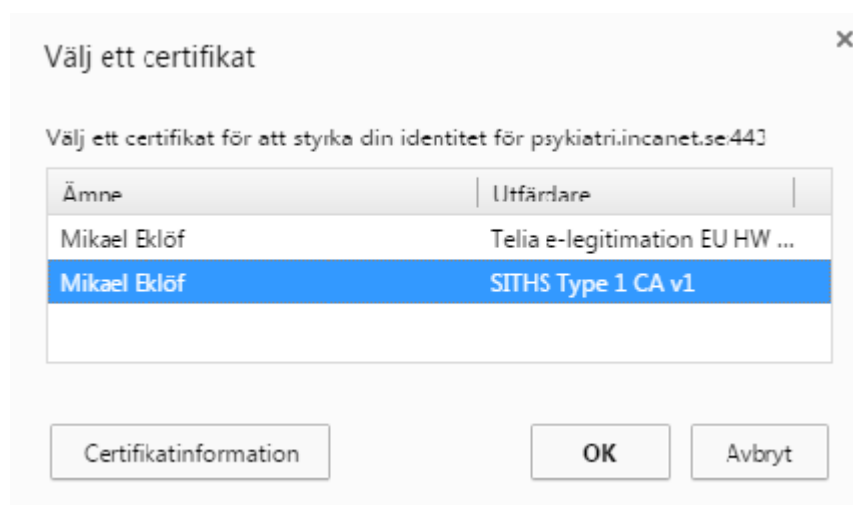 Välj ett certifikat
Välj ett certifikat för att styrka din identitet för psykiatri.incanet.se:443
Ämne Utfärdare
Mikael Eklöf Telia e-legitimation EU HW ...
Mikael Eklöf SITHS Type 1 CA v1
Certifikatinformation OK Avbryt